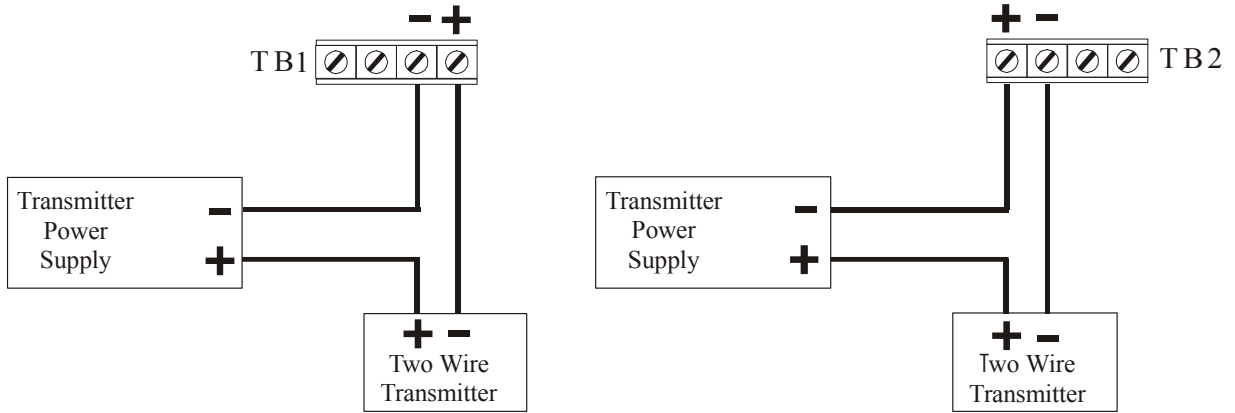 − +
TB1
Transmitter
Power
Supply
−
+
+ −
Two Wire
Transmitter
+ −
TB2
Transmitter
Power
Supply
−
+
+ −
Two Wire
Transmitter